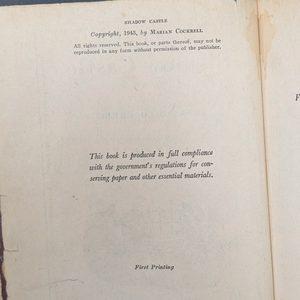 SHADOW CASTLE
Copyright, 1945, by MARIAN COCKRELL
All rights reserved. This book, or parts thereof, may not be
reproduced in any form without permission of the publisher.
This book is produced in full compliance
with the government's regulations for con-
serving paper and other essential materials.
First Printing
F